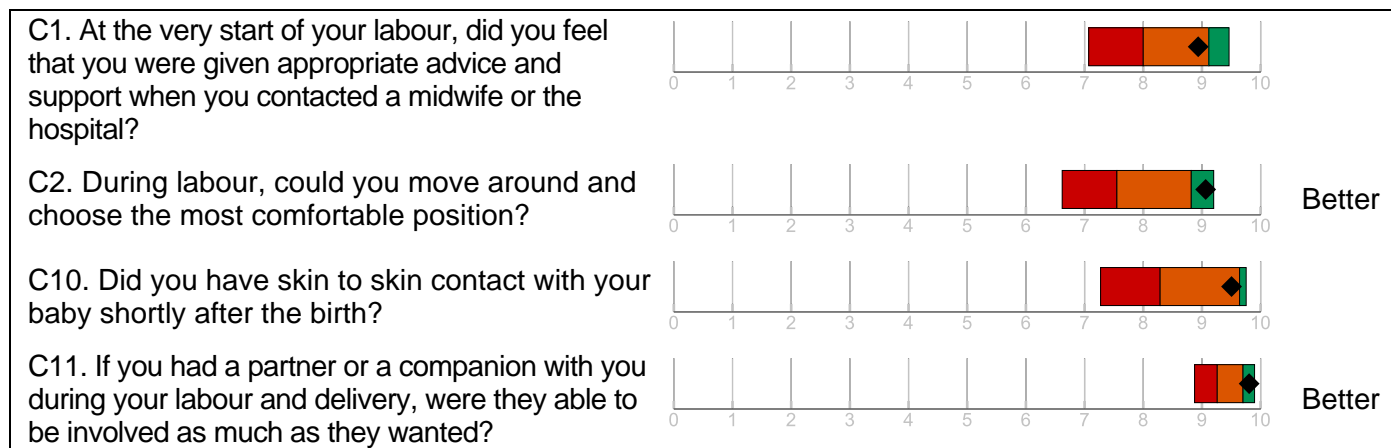 C1. At the very start of your labour, did you feel
that you were given appropriate advice and
support when you contacted a midwife or the
hospital?
0 1 2 3 4 5 6 7 8 9 10
C2. During labour, could you move around and
choose the most comfortable position?
Better
0 1 2 3 4 5 6 7 8 9 10
C10. Did you have skin to skin contact with your
baby shortly after the birth?
0 1 2 3 4 5 6 7 8 9 10
C11. If you had a partner or a companion with you
during your labour and delivery, were they able to
be involved as much as they wanted?
Better
0 1 2 3 4 5 6 7 8 9 10